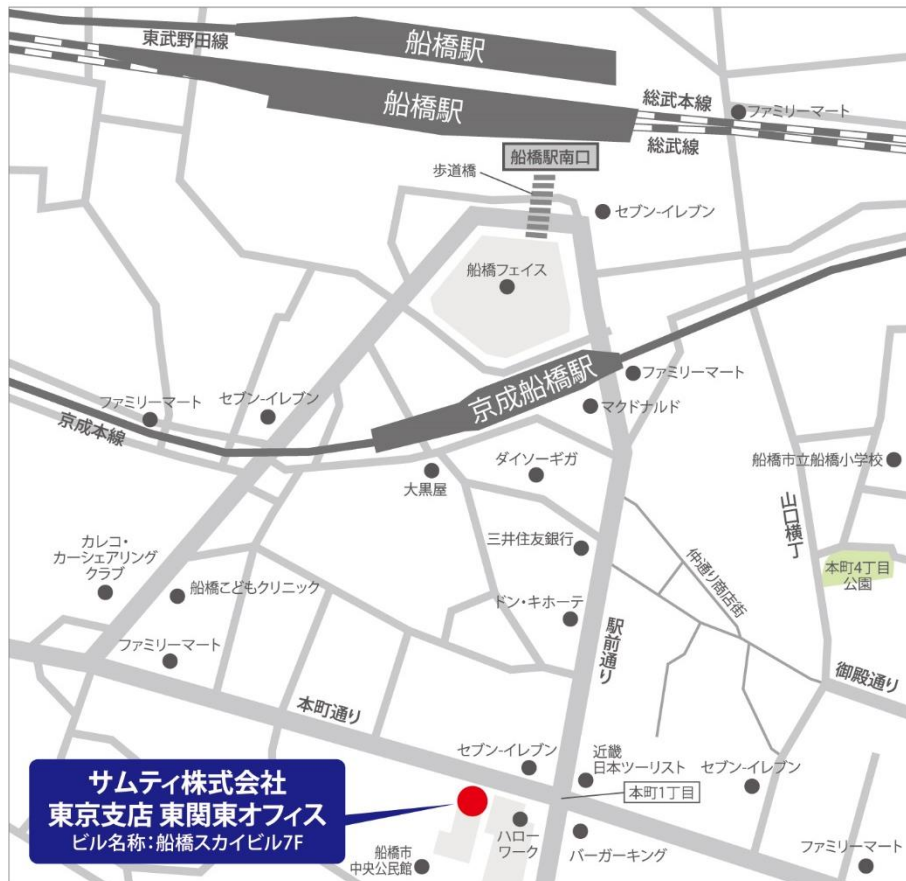 東武野田線
船橋駅
船橋駅
総武本線
ファミリーマート
総武線
船橋駅南口
歩道橋
セブン-イレブン
船橋フェイス
京成船橋駅
ファミリーマート
マクドナルド
ファミリーマート
セブン-イレブン
京成本線
大黒屋
ダイソーギガ
船橋市立船橋小学校
山口横丁
カレコ・
カーシェアリング
クラブ
船橋こどもクリニック
三井住友銀行
仲通り商店街
本町4丁目
公園
ドン・キホーテ
駅前通り
ファミリーマート
御殿通り
本町通り
セブン-イレブン
近畿
日本ツーリスト
セブン-イレブン
本町1丁目
サムティ株式会社
東京支店 東関東オフィス
ビル名称:船橋スカイビル7F
ハロー
ワーク
バーガーキング
船橋市
中央公民館
ファミリーマート